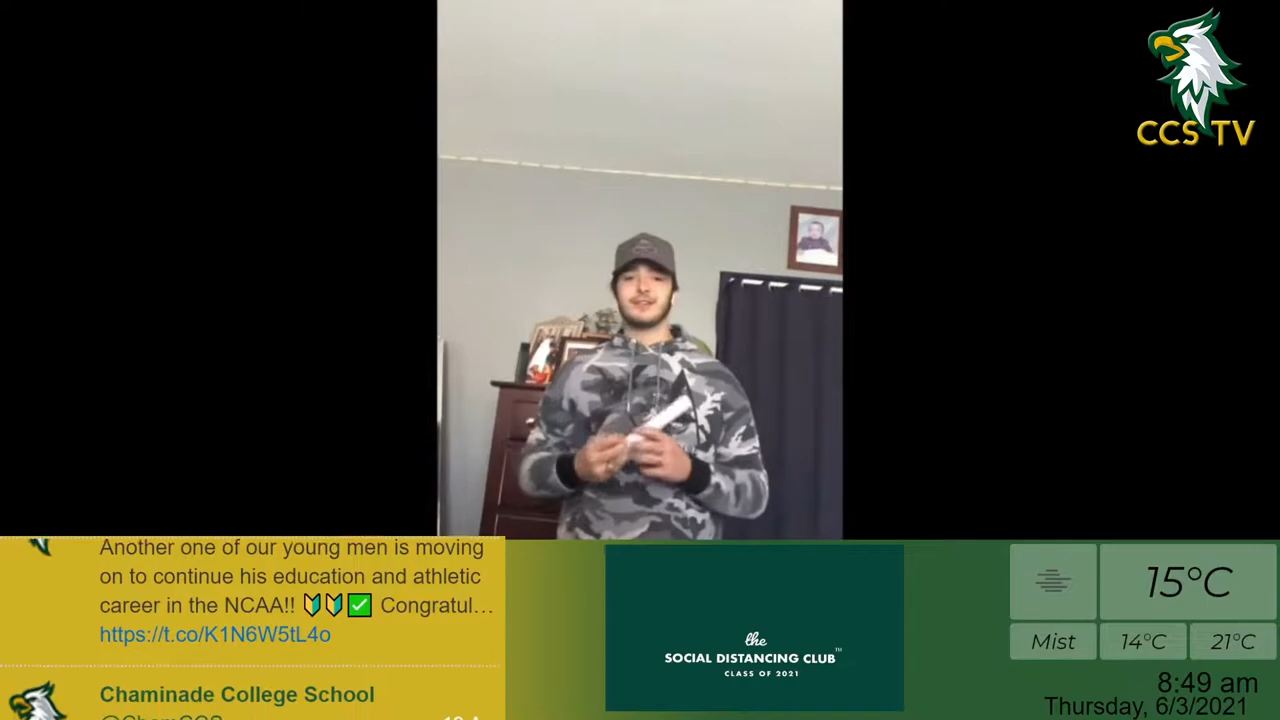 CCS TV
Another one of our young men is moving
on to continue his education and athletic
career in the NCAA!! 🔰🔰✅ Congratul…
https://t.co/K1N6W5tL4o
Chaminade College School
the
SOCIAL DISTANCING CLUB™
CLASS OF 2021
15°C
Mist
14°C
21°C
8:49 am
Thursday, 6/3/2021